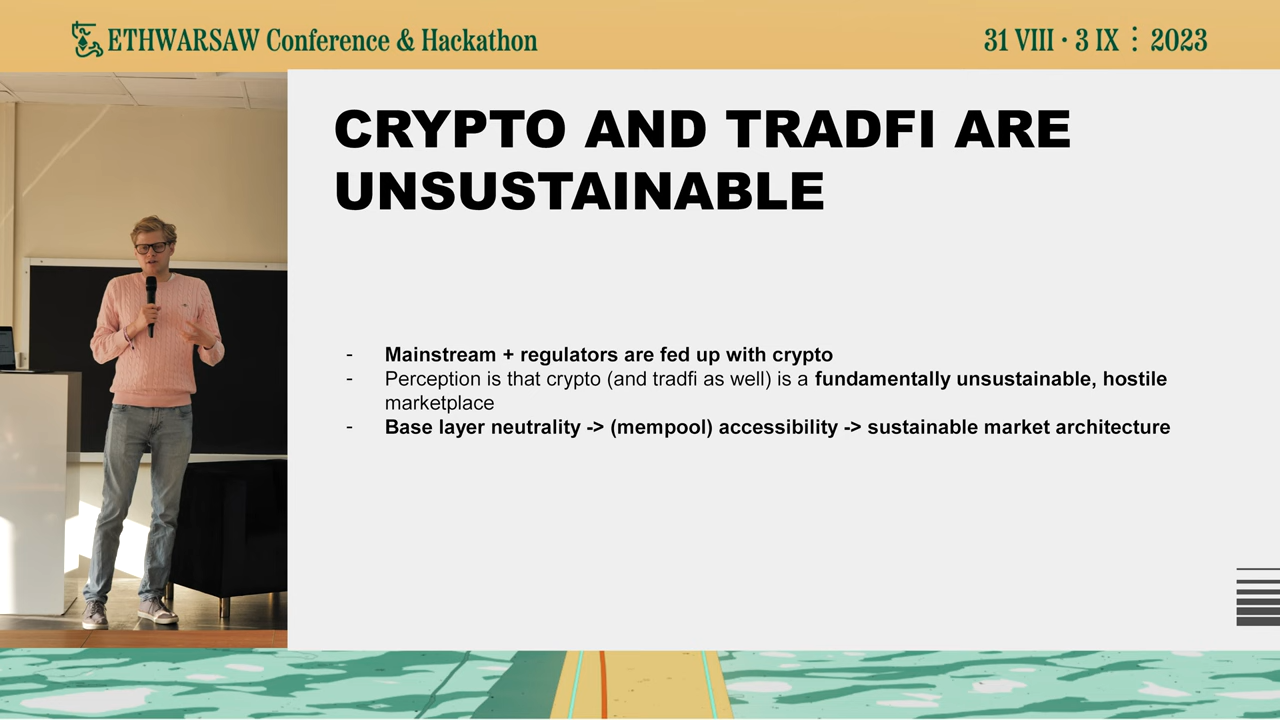 ETHWARSAW Conference & Hackathon
31 VIII · 3 IX ⋮ 2023
CRYPTO AND TRADFI ARE
UNSUSTAINABLE
- Mainstream + regulators are fed up with crypto
- Perception is that crypto (and tradfi as well) is a fundamentally unsustainable, hostile
marketplace
- Base layer neutrality -> (mempool) accessibility -> sustainable market architecture